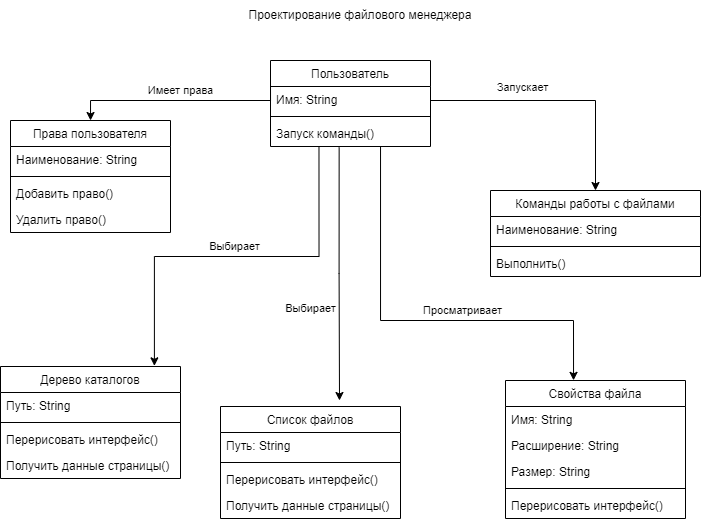 Проектирование файлового менеджера
Пользователь
Имя: String
Запуск команды()
Имеет права
Запускает
Права пользователя
Наименование: String
Добавить право()
Удалить право()
Команды работы с файлами
Наименование: String
Выполнить()
Выбирает
Выбирает
Просматривает
Дерево каталогов
Путь: String
Перерисовать интерфейс()
Получить данные страницы()
Список файлов
Путь: String
Перерисовать интерфейс()
Получить данные страницы()
Свойства файла
Имя: String
Расширение: String
Размер: String
Перерисовать интерфейс()